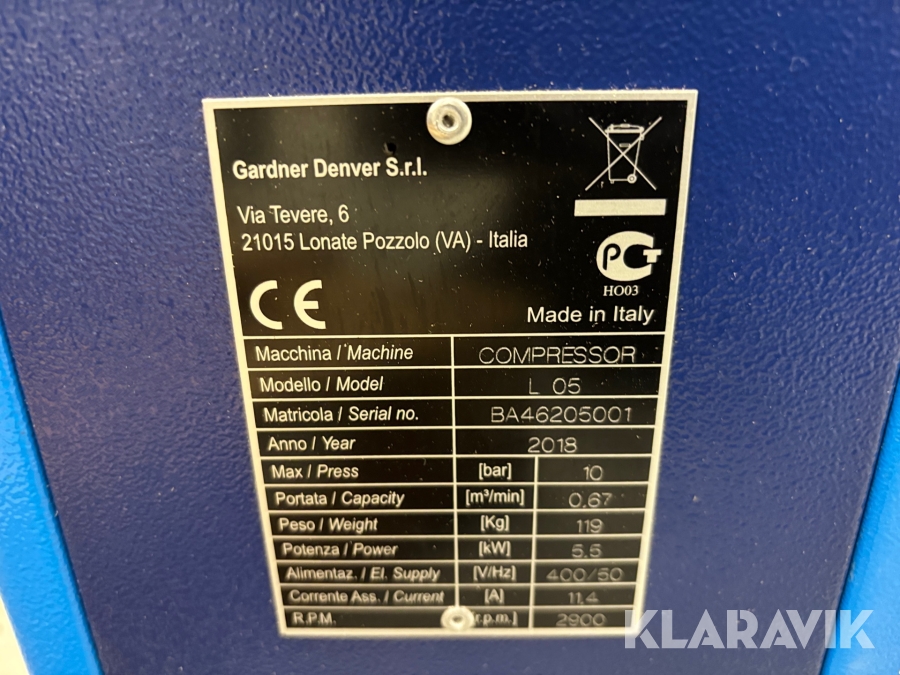 Gardner Denver S.r.l.
Via Tevere, 6
21015 Lonate Pozzolo (VA) - Italia
CE
PCT
HO03
Made in Italy
Macchina / Machine COMPRESSOR
Modello / Model L 05
Matricola / Serial no. BA46205001
Anno / Year 2018
Max / Press [bar] 10
Portata / Capacity [m³/min] 0,67
Peso / Weight [Kg] 119
Potenza / Power [kW] 5.5
Alimentaz. / El. Supply [V/Hz] 400/50
Corrente Ass. / Current [A] 11,4
R.P.M. r.p.m.] 2900
KLARAVIK